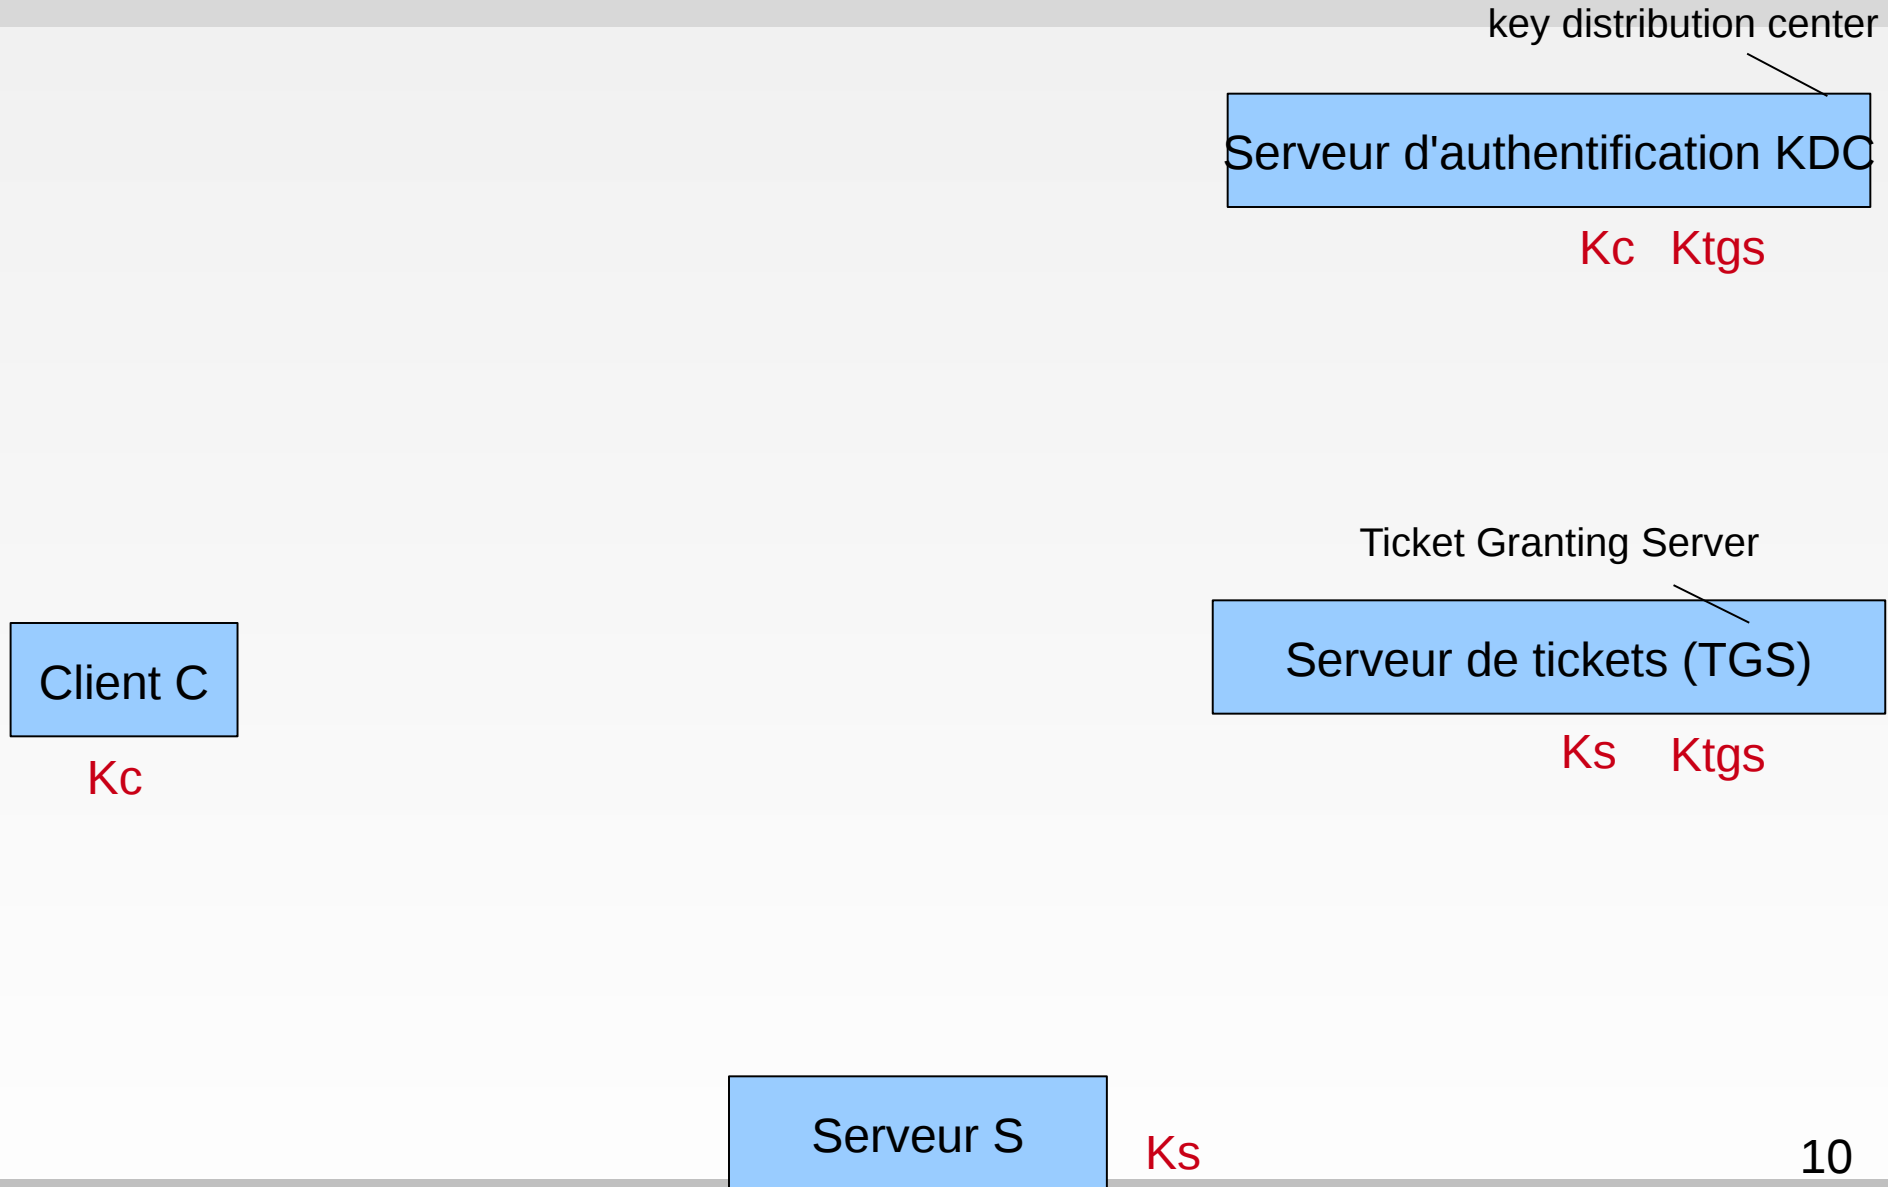 key distribution center
Serveur d'authentification KDC
Kc Ktgs
Ticket Granting Server
Serveur de tickets (TGS)
Client C
Ks Ktgs
Kc
Serveur S
Ks
10